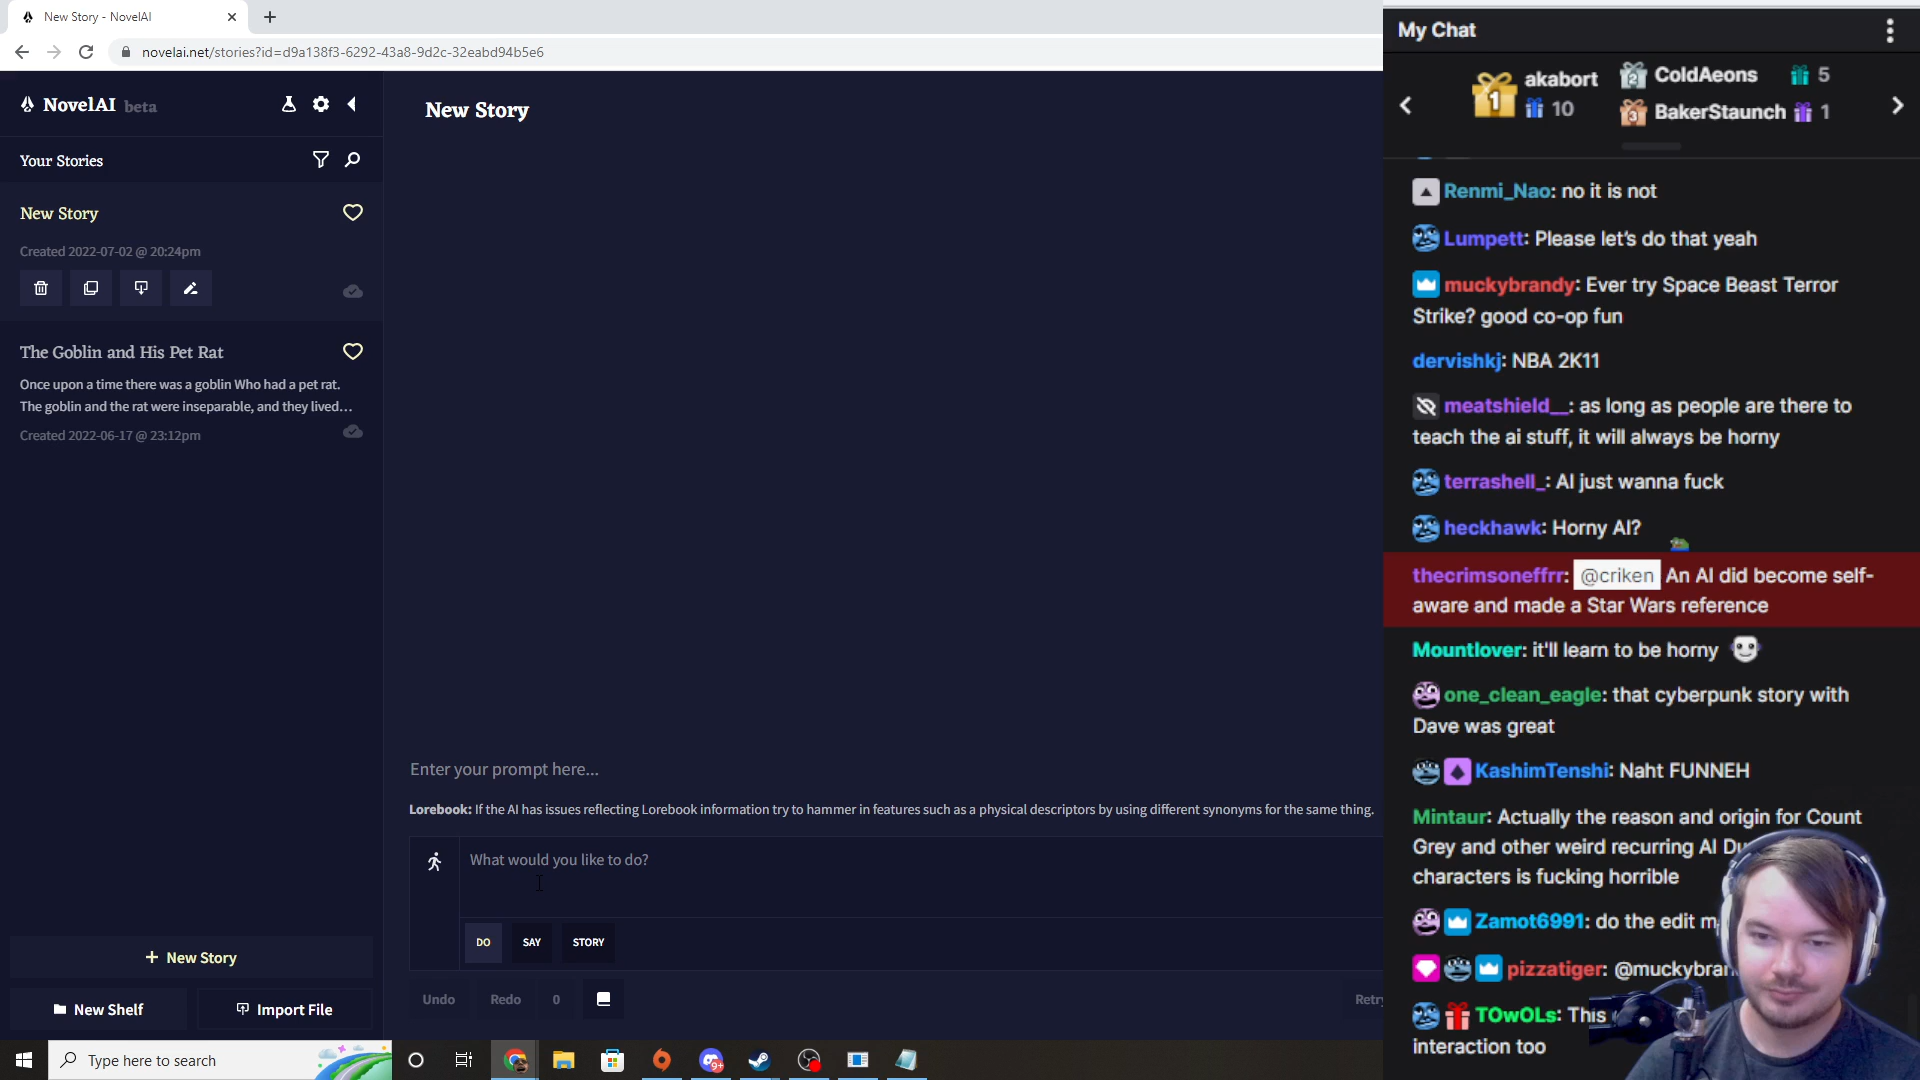 New Story - NovelAI
novelai.net/stories?id=d9a138f3-6292-43a8-9d2c-32eabd94b5e6
NovelAI beta
Your Stories
New Story
Created 2022-07-02 @ 20:24pm
The Goblin and His Pet Rat
Once upon a time there was a goblin Who had a pet rat.
The goblin and the rat were inseparable, and they lived...
Created 2022-06-17 @ 23:12pm
+ New Story
New Shelf
Import File
New Story
Enter your prompt here...
Lorebook: If the AI has issues reflecting Lorebook information try to hammer in features such as a physical descriptors by using different synonyms for the same thing.
What would you like to do?
DO
SAY
STORY
Undo
Redo
0
Retry
Type here to search
9+
My Chat
1
akabort
10
2
ColdAeons
5
3
BakerStaunch
1
Renmi_Nao: no it is not
Lumpett: Please let's do that yeah
muckybrandy: Ever try Space Beast Terror
Strike? good co-op fun
dervishkj: NBA 2K11
meatshield__: as long as people are there to
teach the ai stuff, it will always be horny
terrashell_: AI just wanna fuck
heckhawk: Horny AI?
thecrimsoneffrr: @criken An AI did become self-
aware and made a Star Wars reference
Mountlover: it'll learn to be horny
one_clean_eagle: that cyberpunk story with
Dave was great
KashimTenshi: Naht FUNNEH
Mintaur: Actually the reason and origin for Count
Grey and other weird recurring AI Du
characters is fucking horrible
Zamot6991: do the edit m
pizzatiger: @muckybran
TOwOLs: This
interaction too